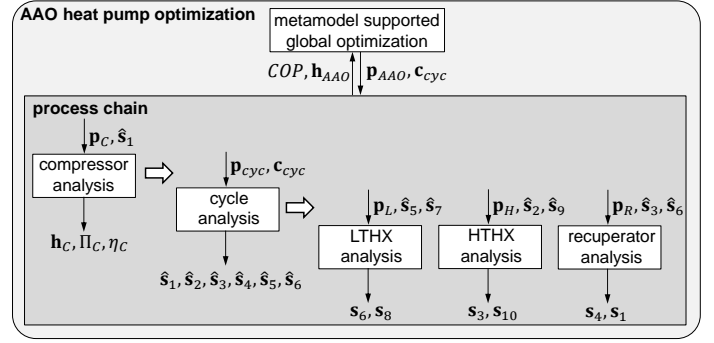 AAO heat pump optimization
metamodel supported
global optimization
COP, h_AAO
p_AAO, c_cyc
process chain
p_C, ŝ_1
compressor
analysis
h_C, Π_C, η_C
p_cyc, c_cyc
cycle
analysis
ŝ_1, ŝ_2, ŝ_3, ŝ_4, ŝ_5, ŝ_6
p_L, ŝ_5, ŝ_7
LTHX
analysis
s_6, s_8
p_H, ŝ_2, ŝ_9
HTHX
analysis
s_3, s_10
p_R, ŝ_3, ŝ_6
recuperator
analysis
s_4, s_1